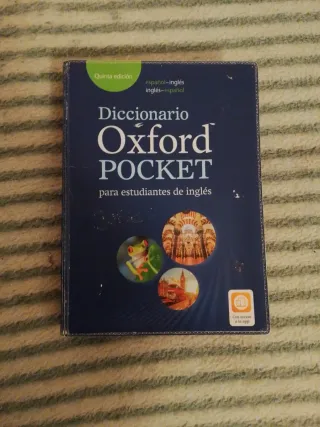 Quinta edición
español–inglés
inglés–español
Diccionario
Oxford
POCKET
para estudiantes de inglés